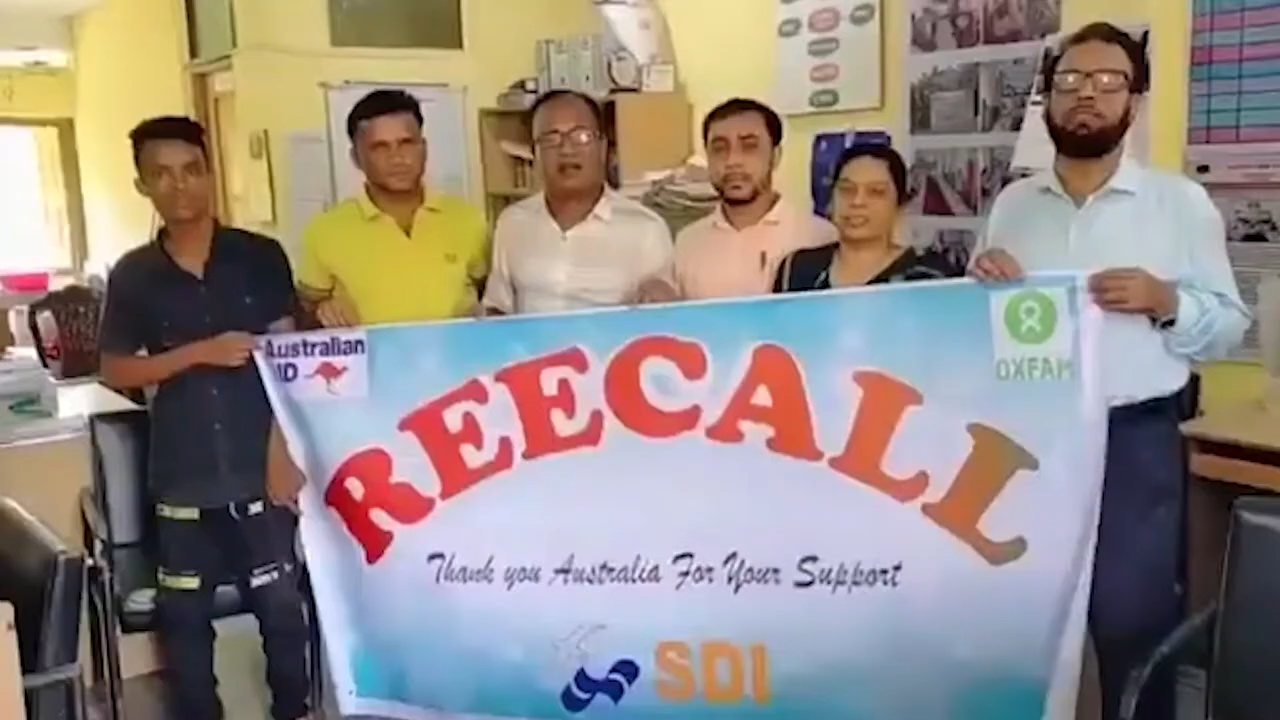 Australian
AID
OXFAM
REECALL
Thank you Australia For Your Support
SDI